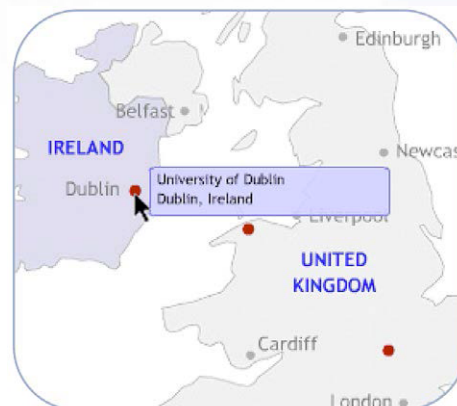 Edinburgh
Belfast
IRELAND
Newcas
Dublin
University of Dublin
Dublin, Ireland
Liverpool
UNITED
KINGDOM
Cardiff
London